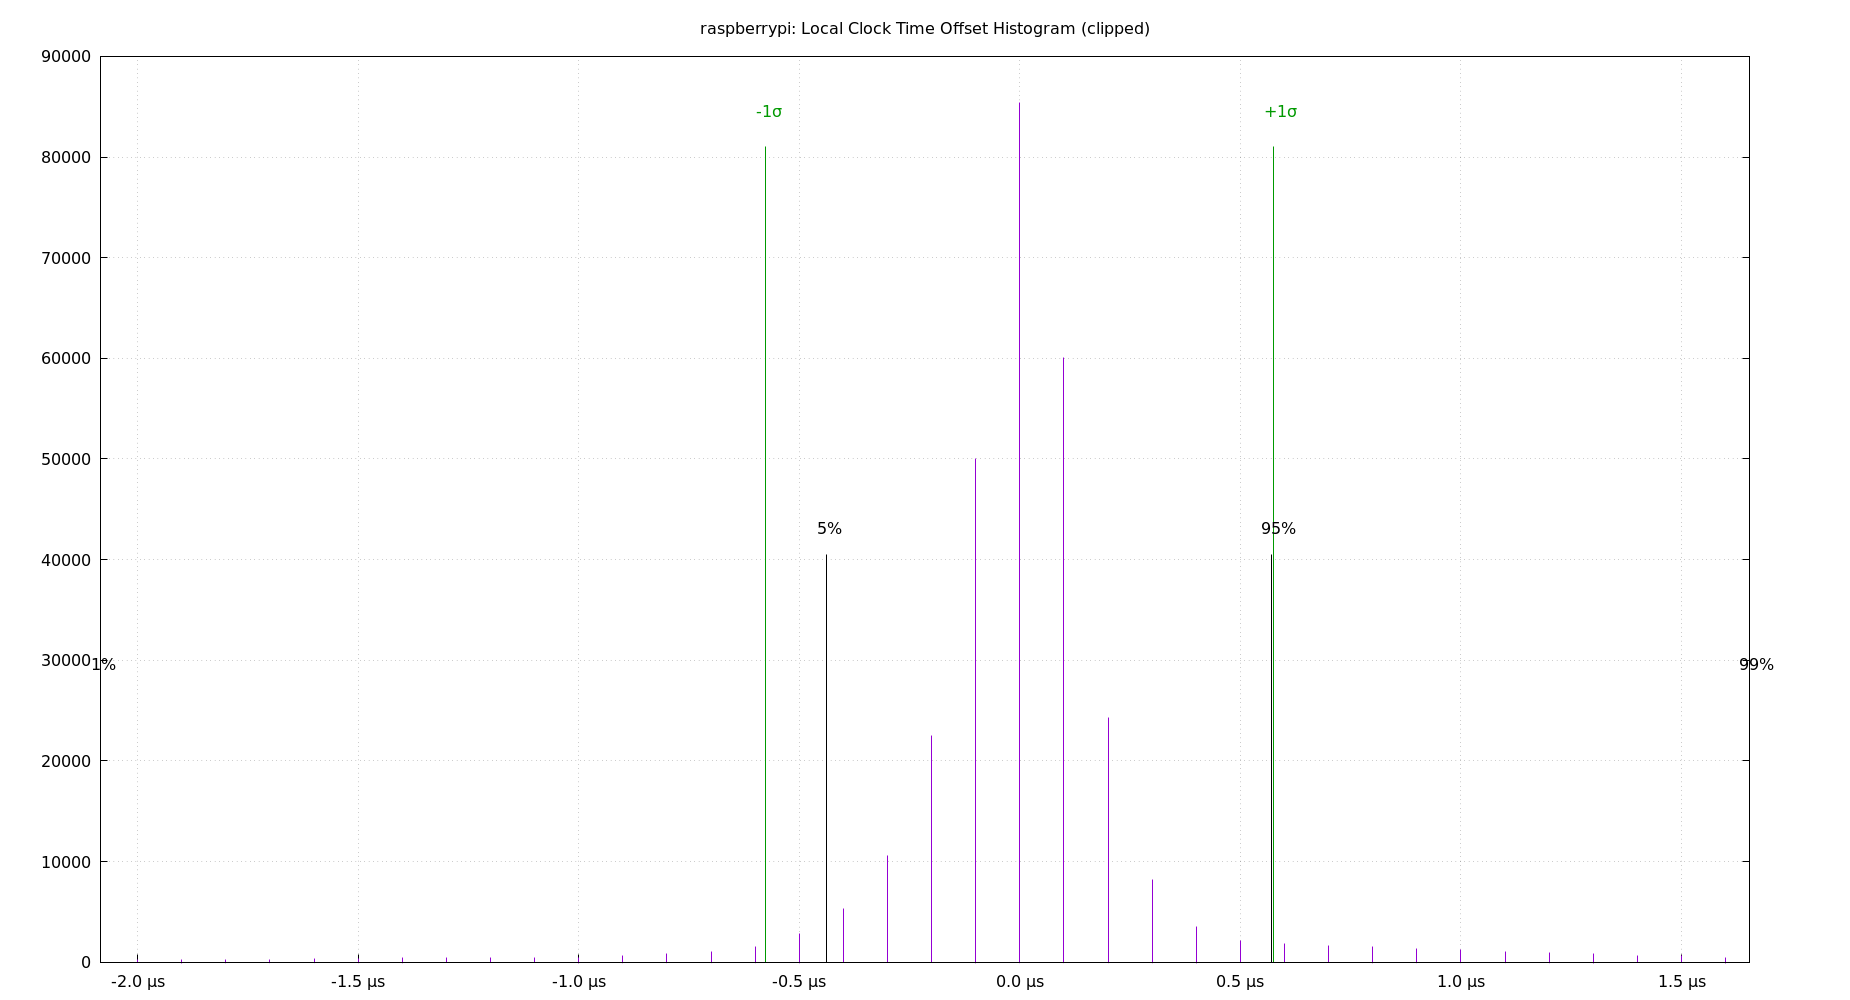 raspberrypi: Local Clock Time Offset Histogram (clipped)
90000
-1σ
+1σ
80000
70000
60000
50000
5%
95%
40000
30000
1%
99%
20000
10000
0
-2.0 µs
-1.5 µs
-1.0 µs
-0.5 µs
0.0 µs
0.5 µs
1.0 µs
1.5 µs